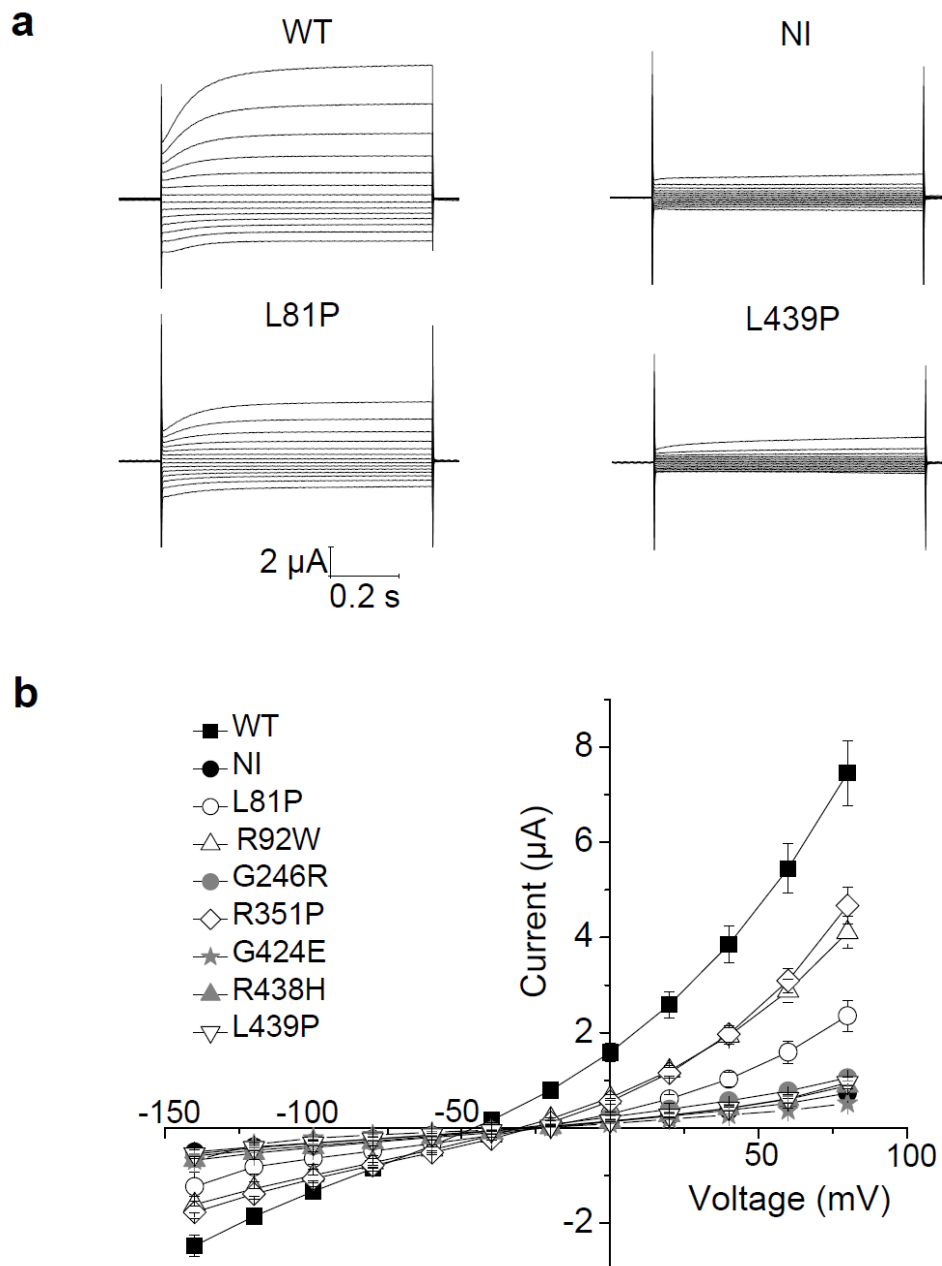 a
WT
NI
L81P
L439P
2 µA
0.2 s
b
WT
NI
L81P
R92W
G246R
R351P
G424E
R438H
L439P
Current (µA)
8
6
4
2
-2
-150
-100
-50
50
100
Voltage (mV)